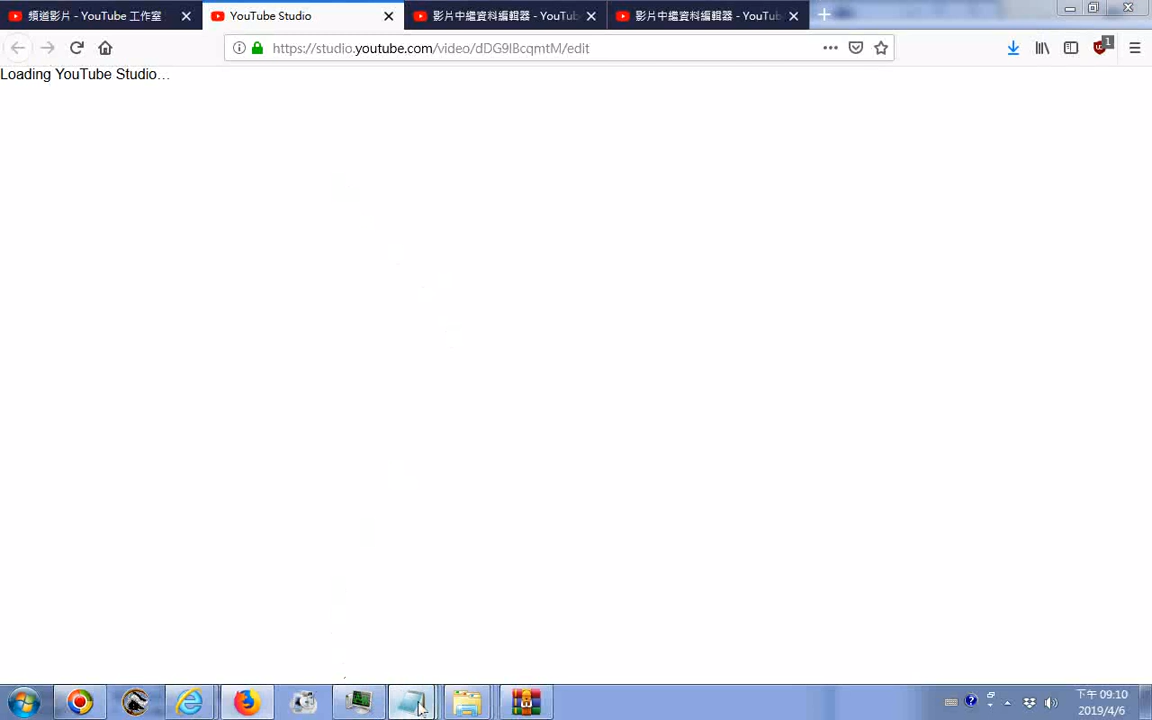 頻道影片 - YouTube 工作室
YouTube Studio
影片中繼資料編輯器 - YouTub
影片中繼資料編輯器 - YouTub
https://studio.youtube.com/video/dDG9lBcqmtM/edit
1
Loading YouTube Studio...
下午 09:10
2019/4/6